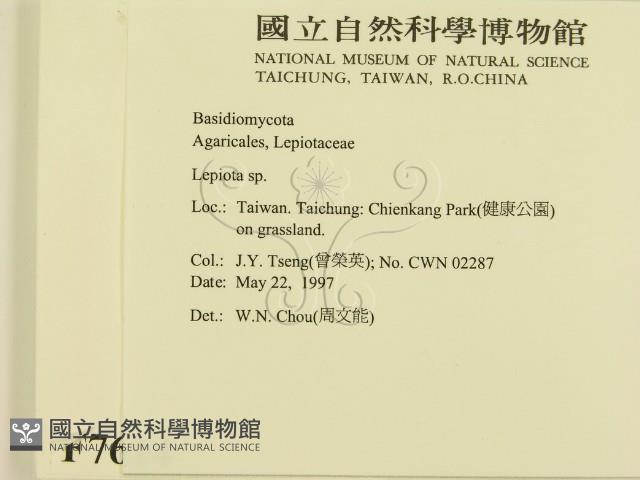 國立自然科學博物館
NATIONAL MUSEUM OF NATURAL SCIENCE
TAICHUNG, TAIWAN, R.O.CHINA
Basidiomycota
Agaricales, Lepiotaceae
Lepiota sp.
Loc.: Taiwan. Taichung: Chienkang Park(健康公園)
on grassland.
Col.: J.Y. Tseng(曾榮英); No. CWN 02287
Date: May 22, 1997
Det.: W.N. Chou(周文能)
國立自然科學博物館
NATIONAL MUSEUM OF NATURAL SCIENCE